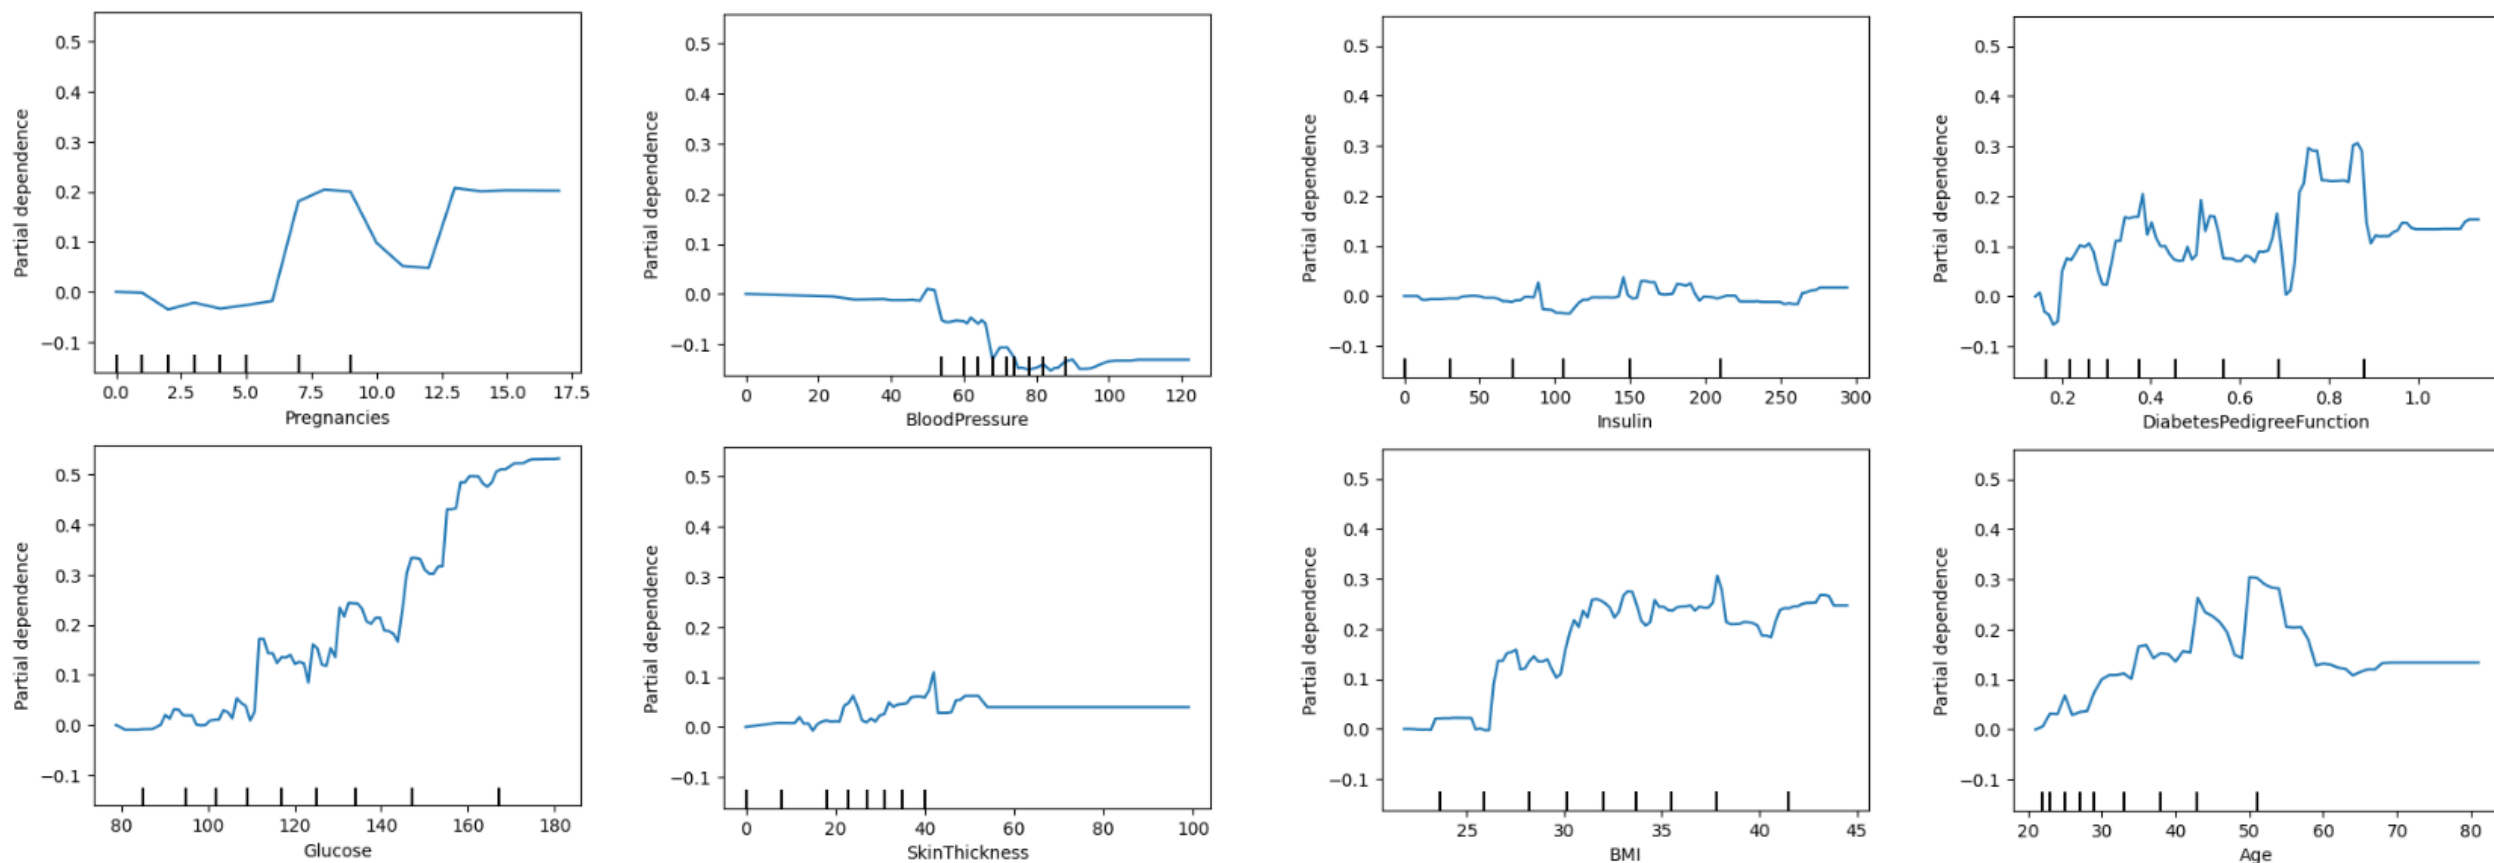 Partial dependence
0.5
0.4
0.3
0.2
0.1
0.0
−0.1
0.0 2.5 5.0 7.5 10.0 12.5 15.0 17.5
Pregnancies
Partial dependence
0.5
0.4
0.3
0.2
0.1
0.0
−0.1
0 20 40 60 80 100 120
BloodPressure
Partial dependence
0.5
0.4
0.3
0.2
0.1
0.0
−0.1
0 50 100 150 200 250 300
Insulin
Partial dependence
0.5
0.4
0.3
0.2
0.1
0.0
−0.1
0.2 0.4 0.6 0.8 1.0
DiabetesPedigreeFunction
Partial dependence
0.5
0.4
0.3
0.2
0.1
0.0
−0.1
80 100 120 140 160 180
Glucose
Partial dependence
0.5
0.4
0.3
0.2
0.1
0.0
−0.1
0 20 40 60 80 100
SkinThickness
Partial dependence
0.5
0.4
0.3
0.2
0.1
0.0
−0.1
25 30 35 40 45
BMI
Partial dependence
0.5
0.4
0.3
0.2
0.1
0.0
−0.1
20 30 40 50 60 70 80
Age